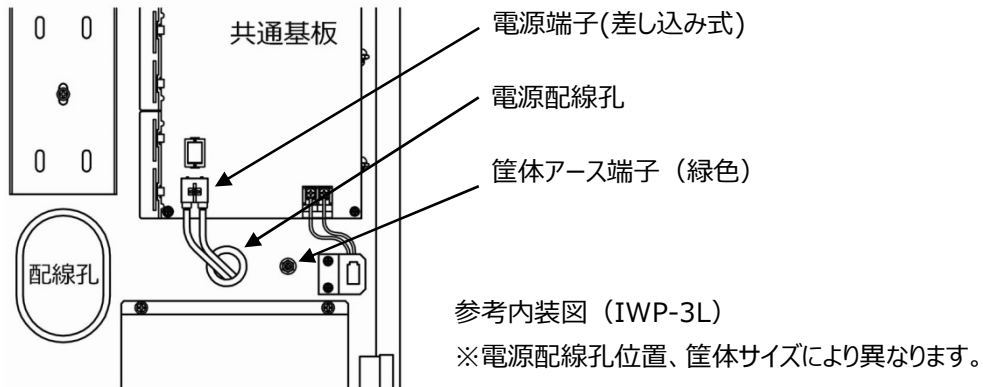 共通基板
電源端子(差し込み式)
電源配線孔
筐体アース端子（緑色）
配線孔
参考内装図（IWP-3L）
※電源配線孔位置、筐体サイズにより異なります。